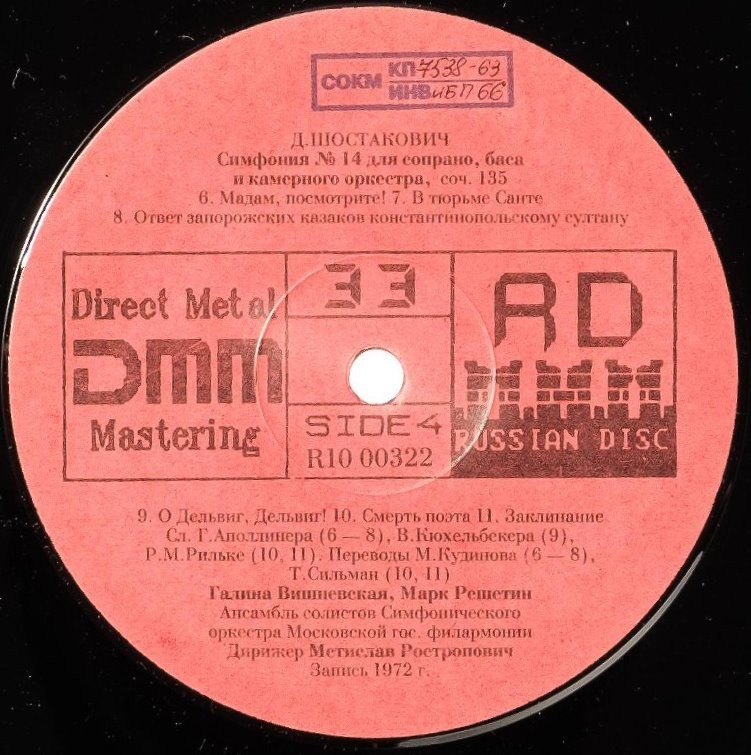 СОКМ КП 7538-63
ИНВ иБП 66
Д.ШОСТАКОВИЧ
Симфония № 14 для сопрано, баса
и камерного оркестра, соч. 135
6. Мадам, посмотрите! 7. В тюрьме Санте
8. Ответ запорожских казаков константинопольскому султану
Direct Metal
DMM
Mastering
33
SIDE 4
R10 00322
RD
RUSSIAN DISC
9. О Дельвиг, Дельвиг! 10. Смерть поэта 11. Заклинание
Сл. Г.Аполлинера (6 — 8), В.Кюхельбекера (9),
Р.М.Рильке (10, 11). Переводы М.Кудинова (6 — 8),
Т.Сильман (10, 11)
Галина Вишневская, Марк Решетин
Ансамбль солистов Симфонического
оркестра Московской гос. филармонии
Дирижер Мстислав Ростропович
Запись 1972 г.